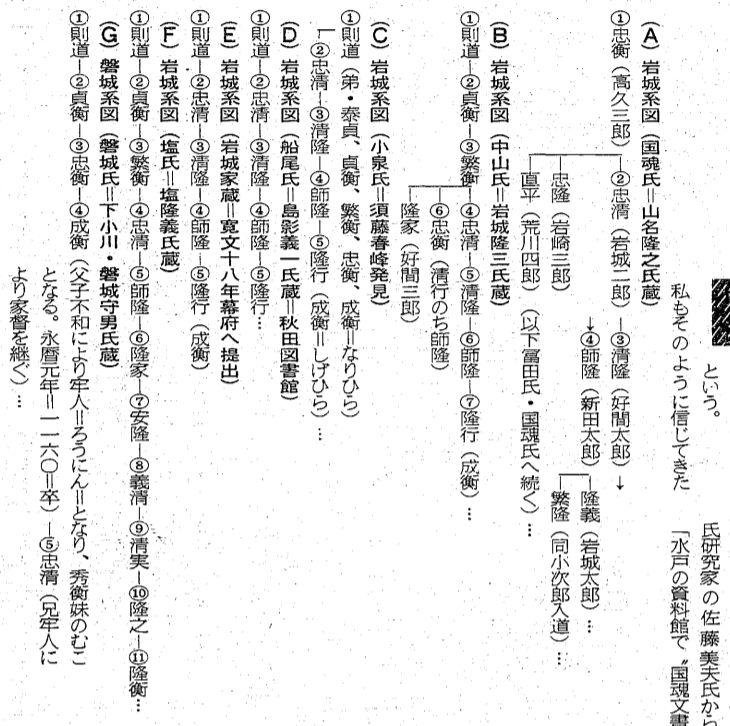 氏研究家の佐藤美夫氏から
「水戸の資料館で〝国魂文書
という。
私もそのように信じてきた
(A) 岩城系図(国魂氏=山名隆之氏蔵)
①忠衡(高久三郎)―②忠清(岩城二郎)―③清隆(好間太郎)↓
↓④師隆(新田太郎)―隆義(岩城太郎)…
繁隆(同小次郎入道)…
忠隆(岩崎三郎)
直平(荒川四郎)(以下冨田氏・国魂氏へ続く)…
(B) 岩城系図(中山氏=岩城隆三氏蔵)
①則道―②貞衡―③繁衡―④忠清―⑤清隆―⑥師隆―⑦隆行(成衡)…
⑥忠衡(清行のち師隆)
隆家(好間三郎)
(C) 岩城系図(小泉氏=須藤春峰発見)
①則道(弟・泰貞、貞衡、繁衡、忠衡、成衡=なりひら)
②忠清―③清隆―④師隆―⑤隆行(成衡=しげひら)…
(D) 岩城系図(船尾氏=島影義一氏蔵=秋田図書館)
①則道―②忠清―③清隆―④師隆―⑤隆行…
(E) 岩城系図(岩城家蔵=寛文十八年幕府へ提出)
①則道―②忠清―③清隆―④師隆―⑤隆行(成衡)
(F) 岩城系図(塩氏=塩隆義氏蔵)
①則道―②貞衡―③繁衡―④忠清―⑤師隆―⑥隆家―⑦安隆―⑧義清―⑨清実―⑩隆之―⑪隆衡…
(G) 磐城系図(磐城氏=下小川・磐城守男氏蔵)
①則道―②貞衡―③忠衡―④成衡(父子不和により牢人=ろうにん=となり、秀衡妹のむこ
となる。永暦元年=一一六〇=卒)―⑤忠清(兄牢人に
より家督を継ぐ)…